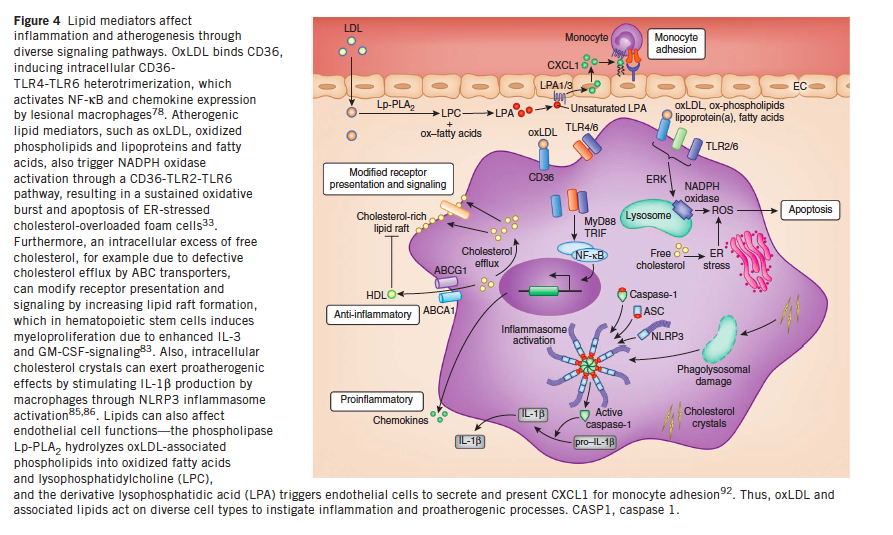 Figure 4 Lipid mediators affect
inflammation and atherogenesis through
diverse signaling pathways. OxLDL binds CD36,
inducing intracellular CD36-
TLR4-TLR6 heterotrimerization, which
activates NF-κB and chemokine expression
by lesional macrophages78. Atherogenic
lipid mediators, such as oxLDL, oxidized
phospholipids and lipoproteins and fatty
acids, also trigger NADPH oxidase
activation through a CD36-TLR2-TLR6
pathway, resulting in a sustained oxidative
burst and apoptosis of ER-stressed
cholesterol-overloaded foam cells33.
Furthermore, an intracellular excess of free
cholesterol, for example due to defective
cholesterol efflux by ABC transporters,
can modify receptor presentation and
signaling by increasing lipid raft formation,
which in hematopoietic stem cells induces
myeloproliferation due to enhanced IL-3
and GM-CSF-signaling83. Also, intracellular
cholesterol crystals can exert proatherogenic
effects by stimulating IL-1β production by
macrophages through NLRP3 inflammasome
activation85,86. Lipids can also affect
endothelial cell functions—the phospholipase
Lp-PLA2 hydrolyzes oxLDL-associated
phospholipids into oxidized fatty acids
and lysophosphatidylcholine (LPC),
and the derivative lysophosphatidic acid (LPA) triggers endothelial cells to secrete and present CXCL1 for monocyte adhesion92. Thus, oxLDL and
associated lipids act on diverse cell types to instigate inflammation and proatherogenic processes. CASP1, caspase 1.
LDL
Monocyte
Monocyte
adhesion
CXCL1
LPA1/3
EC
Lp-PLA2
LPC
+
ox–fatty acids
LPA
Unsaturated LPA
oxLDL, ox-phospholipids
lipoprotein(a), fatty acids
oxLDL
TLR4/6
TLR2/6
CD36
Modified receptor
presentation and signaling
ERK
NADPH
oxidase
Lysosome
ROS
Apoptosis
Cholesterol-rich
lipid raft
MyD88
TRIF
NF-κB
Cholesterol
efflux
Free
cholesterol
ER
stress
ABCG1
HDL
ABCA1
Anti-inflammatory
Caspase-1
ASC
NLRP3
Inflammasome
activation
Phagolysosomal
damage
Proinflammatory
Chemokines
IL-1β
IL-1β
Active
caspase-1
pro–IL-1β
Cholesterol
crystals